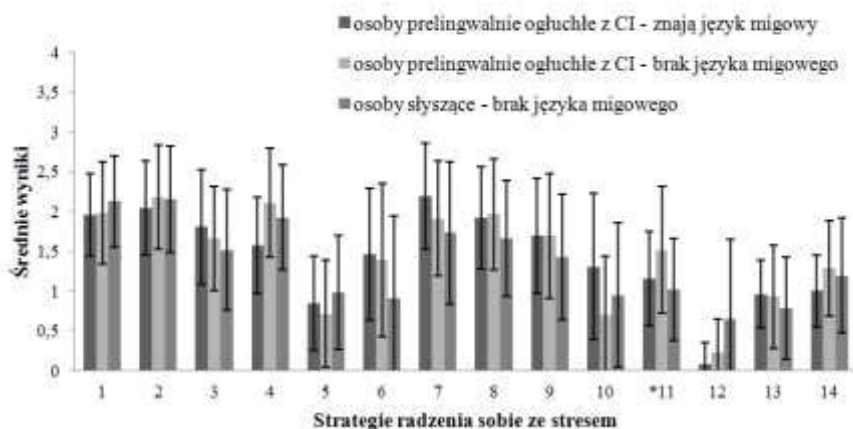 osoby prelingwalnie ogłuchłe z CI - znają język migowy
osoby prelingwalnie ogłuchłe z CI - brak języka migowego
osoby słyszące - brak języka migowego
4
3,5
3
2,5
2
1,5
1
0,5
0
Średnie wyniki
1 2 3 4 5 6 7 8 9 10 *11 12 13 14
Strategie radzenia sobie ze stresem